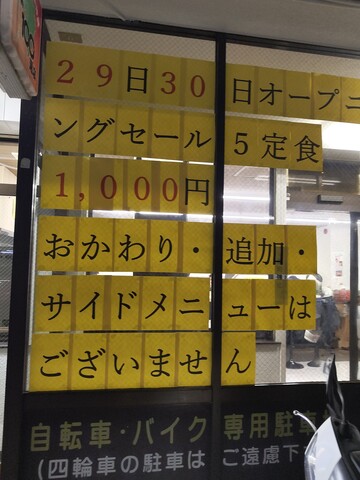 29日30日オープニ
ングセール5定食
1,000円
おかわり・追加・
サイドメニューは
ございません
自転車・バイク専用駐車
(四輪車の駐車はご遠慮下